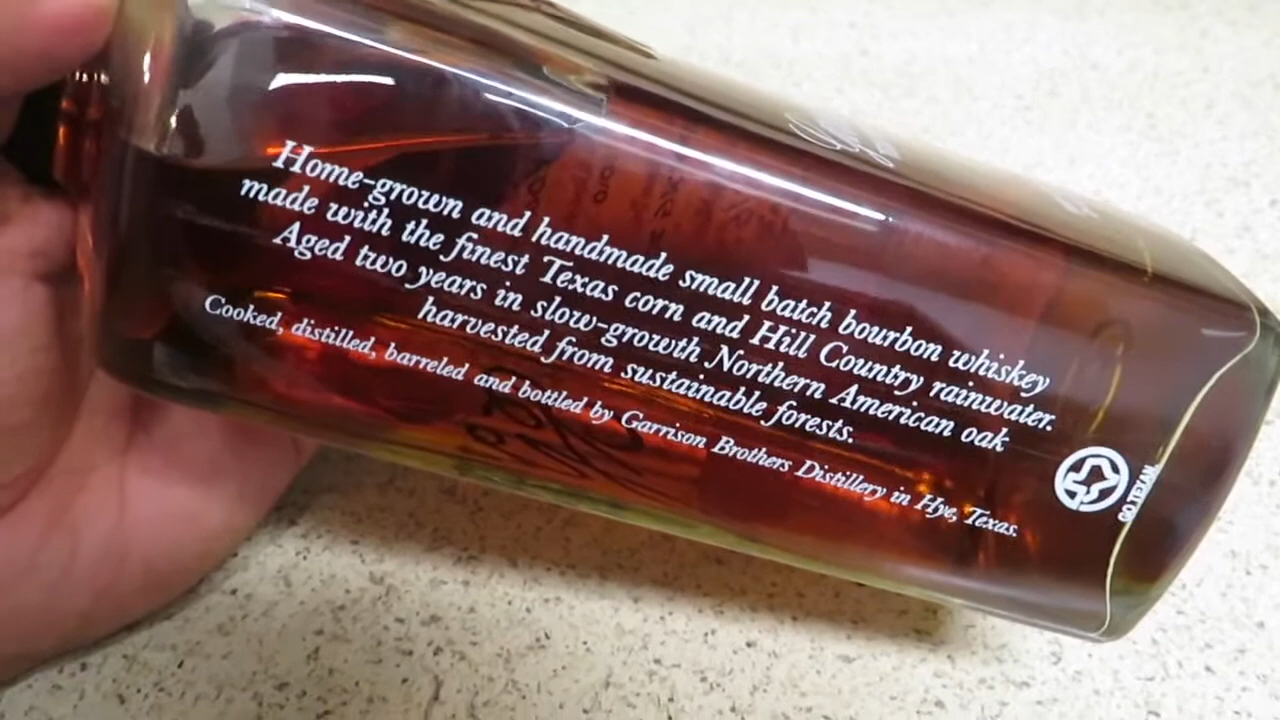 Home-grown and handmade small batch bourbon whiskey
made with the finest Texas corn and Hill Country rainwater.
Aged two years in slow-growth Northern American oak
harvested from sustainable forests.
Cooked, distilled, barreled and bottled by Garrison Brothers Distillery in Hye, Texas.
GO TEXAN.